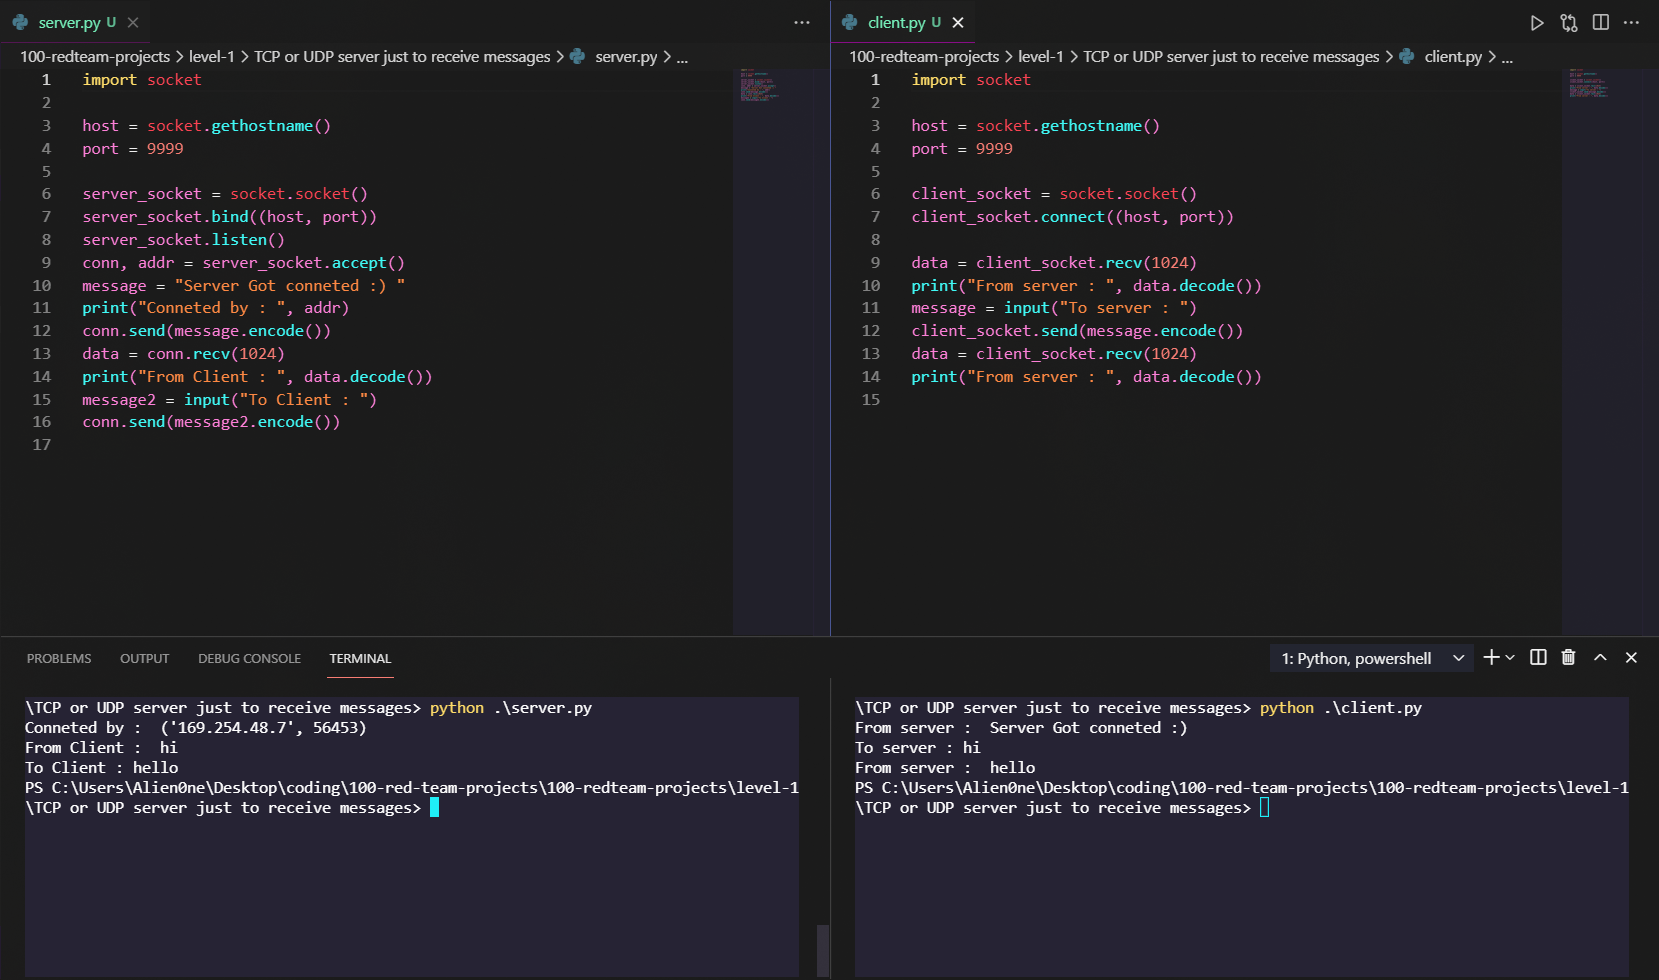 server.py U
100-redteam-projects > level-1 > TCP or UDP server just to receive messages > server.py > ...
1 import socket
2
3 host = socket.gethostname()
4 port = 9999
5
6 server_socket = socket.socket()
7 server_socket.bind((host, port))
8 server_socket.listen()
9 conn, addr = server_socket.accept()
10 message = "Server Got conneted :) "
11 print("Conneted by : ", addr)
12 conn.send(message.encode())
13 data = conn.recv(1024)
14 print("From Client : ", data.decode())
15 message2 = input("To Client : ")
16 conn.send(message2.encode())
17
client.py U
100-redteam-projects > level-1 > TCP or UDP server just to receive messages > client.py > ...
1 import socket
2
3 host = socket.gethostname()
4 port = 9999
5
6 client_socket = socket.socket()
7 client_socket.connect((host, port))
8
9 data = client_socket.recv(1024)
10 print("From server : ", data.decode())
11 message = input("To server : ")
12 client_socket.send(message.encode())
13 data = client_socket.recv(1024)
14 print("From server : ", data.decode())
15
PROBLEMS OUTPUT DEBUG CONSOLE TERMINAL
1: Python, powershell
\TCP or UDP server just to receive messages> python .\server.py
Conneted by :  ('169.254.48.7', 56453)
From Client :  hi
To Client : hello
PS C:\Users\Alien0ne\Desktop\coding\100-red-team-projects\100-redteam-projects\level-1
\TCP or UDP server just to receive messages>
\TCP or UDP server just to receive messages> python .\client.py
From server :  Server Got conneted :)
To server : hi
From server :  hello
PS C:\Users\Alien0ne\Desktop\coding\100-red-team-projects\100-redteam-projects\level-1
\TCP or UDP server just to receive messages>